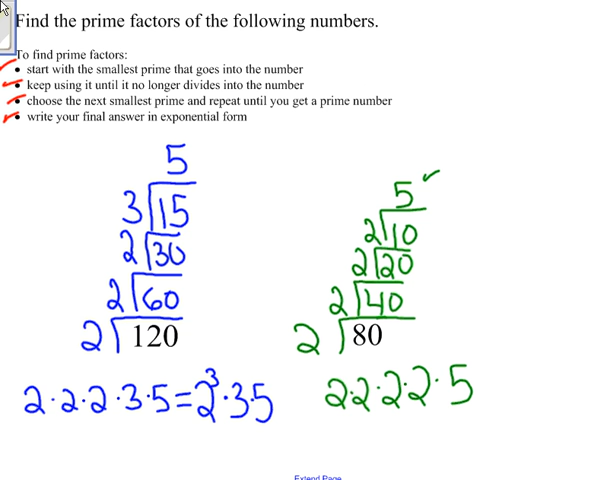 Find the prime factors of the following numbers.
To find prime factors:
• start with the smallest prime that goes into the number
• keep using it until it no longer divides into the number
• choose the next smallest prime and repeat until you get a prime number
• write your final answer in exponential form
5
3 15
2 30
2 60
2 120
2·2·2·3·5=2³·3·5
5
2 10
2 20
2 40
2 80
2·2·2·2·5
Extend Page